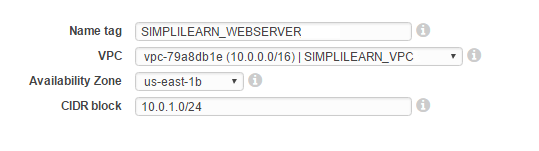 Name tag SIMPLILEARN_WEBSERVER
VPC vpc-79a8db1e (10.0.0.0/16) | SIMPLILEARN_VPC
Availability Zone us-east-1b
CIDR block 10.0.1.0/24